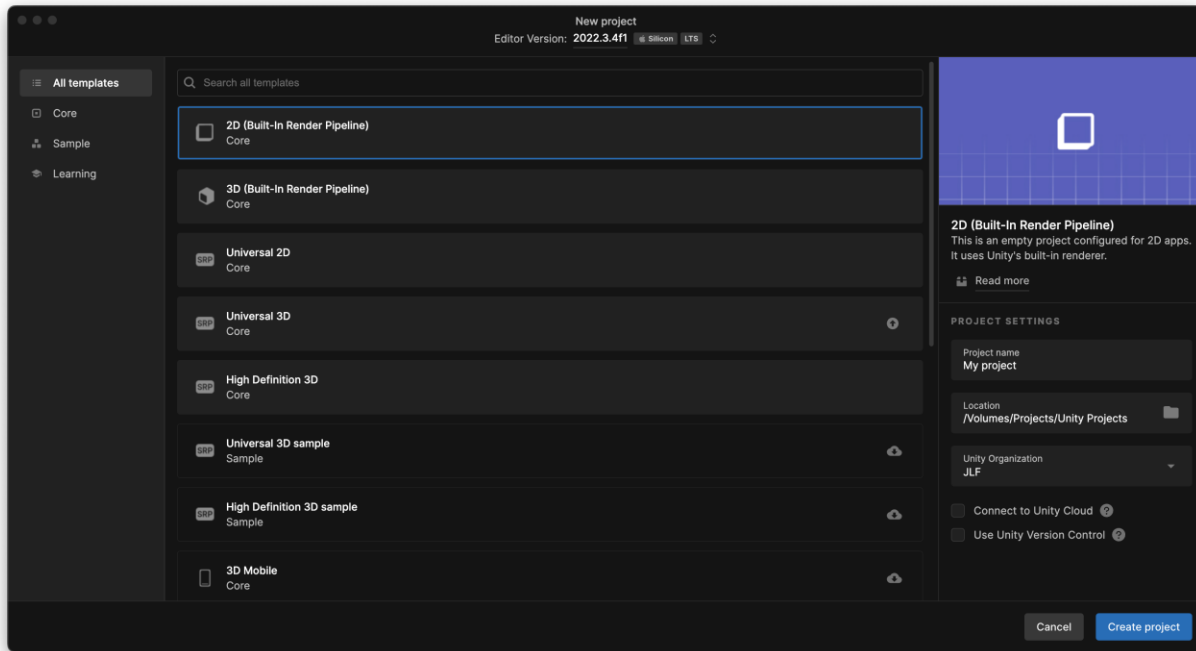 New project
Editor Version: 2022.3.4f1 Silicon LTS
All templates
Core
Sample
Learning
Search all templates
2D (Built-In Render Pipeline)
Core
3D (Built-In Render Pipeline)
Core
SRP
Universal 2D
Core
SRP
Universal 3D
Core
SRP
High Definition 3D
Core
SRP
Universal 3D sample
Sample
SRP
High Definition 3D sample
Sample
3D Mobile
Core
2D (Built-In Render Pipeline)
This is an empty project configured for 2D apps.
It uses Unity's built-in renderer.
Read more
PROJECT SETTINGS
Project name
My project
Location
/Volumes/Projects/Unity Projects
Unity Organization
JLF
Connect to Unity Cloud ?
Use Unity Version Control ?
Cancel
Create project